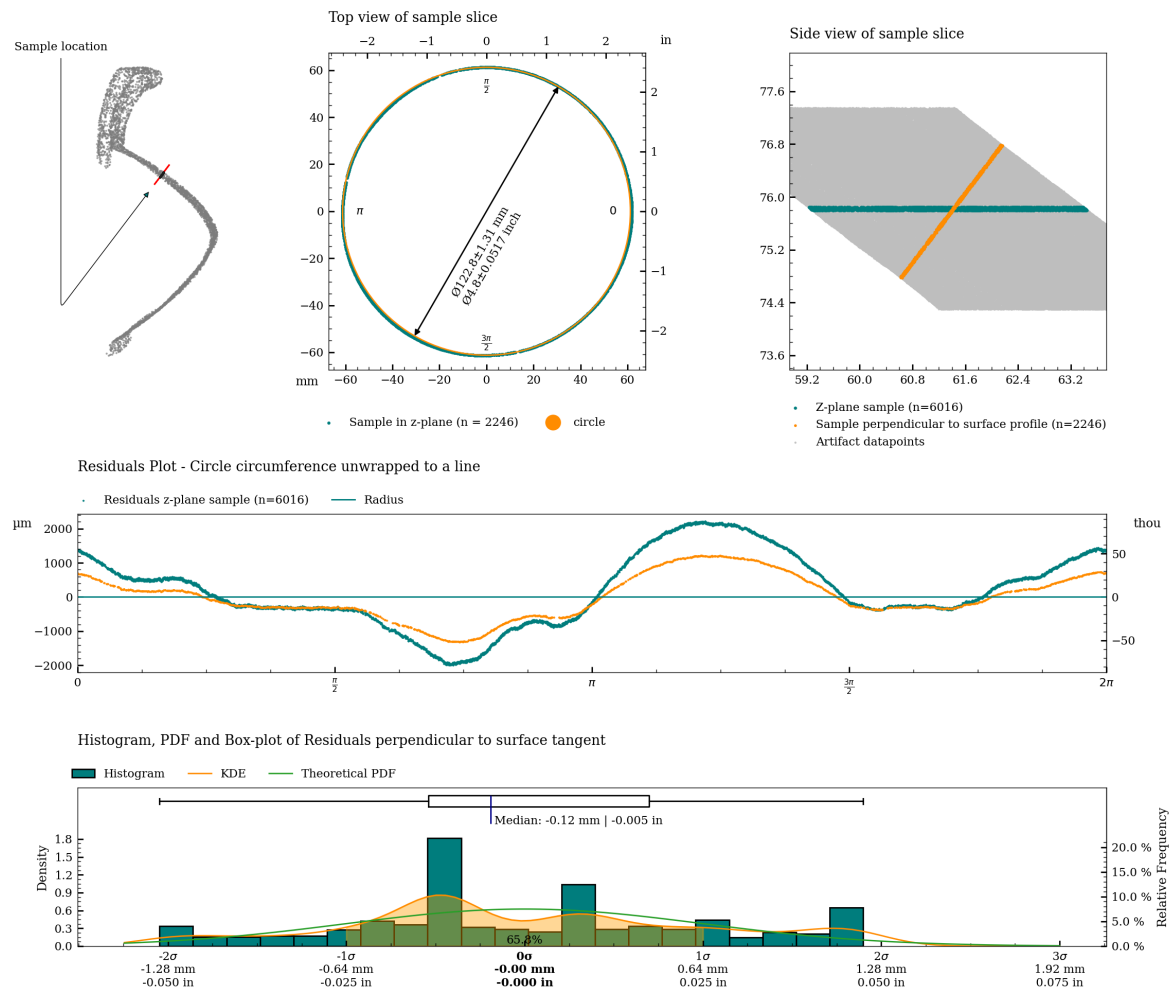 Sample location
Top view of sample slice
−2 −1 0 1 2 in
60
40
20
0
−20
−40
−60
2
1
0
−1
−2
π/2
π
0
3π/2
Ø122.8±1.31 mm
Ø4.8±0.0517 inch
mm −60 −40 −20 0 20 40 60
Sample in z-plane (n = 2246) circle
Side view of sample slice
77.6
76.8
76.0
75.2
74.4
73.6
59.2 60.0 60.8 61.6 62.4 63.2
Z-plane sample (n=6016)
Sample perpendicular to surface profile (n=2246)
Artifact datapoints
Residuals Plot - Circle circumference unwrapped to a line
Residuals z-plane sample (n=6016) Radius
µm
2000
1000
0
−1000
−2000
thou
50
0
−50
0 π/2 π 3π/2 2π
Histogram, PDF and Box-plot of Residuals perpendicular to surface tangent
Histogram KDE Theoretical PDF
Median: -0.12 mm | -0.005 in
Density
1.8
1.5
1.2
0.9
0.6
0.3
0.0
65.8%
Relative Frequency
20.0 %
15.0 %
10.0 %
5.0 %
0.0 %
-2σ -1σ 0σ 1σ 2σ 3σ
-1.28 mm -0.64 mm -0.00 mm 0.64 mm 1.28 mm 1.92 mm
-0.050 in -0.025 in -0.000 in 0.025 in 0.050 in 0.075 in